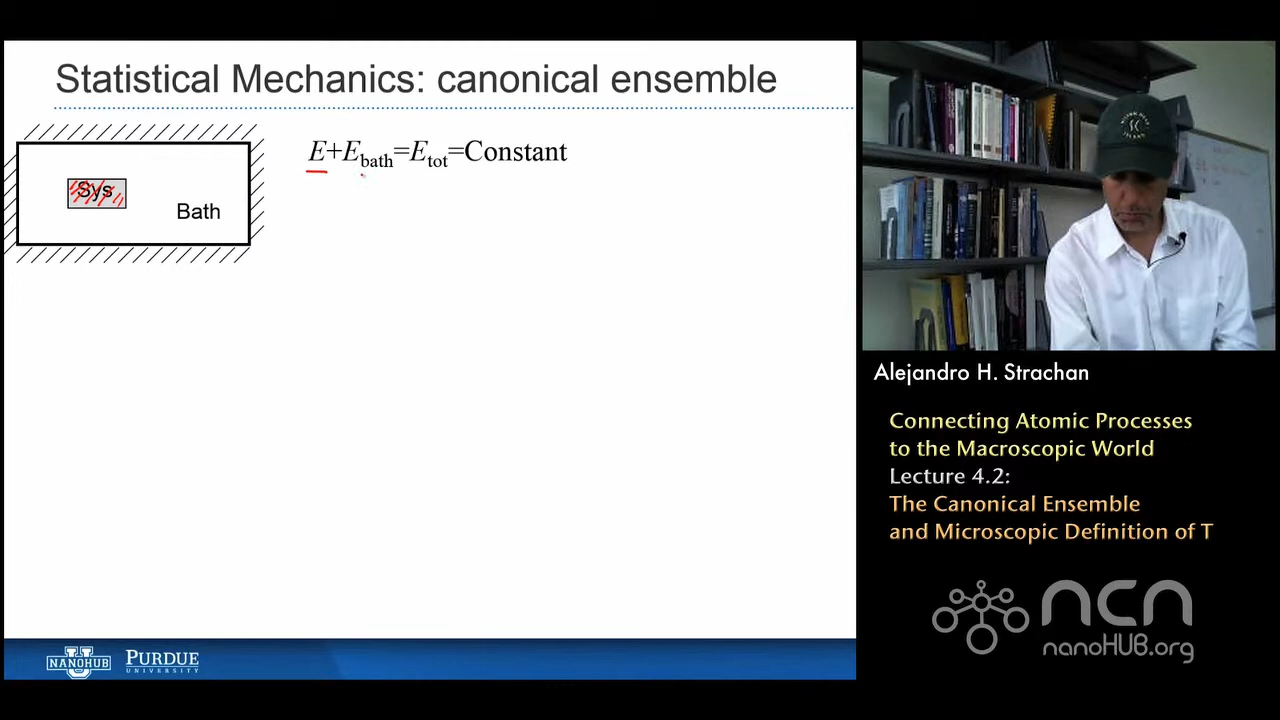 Statistical Mechanics: canonical ensemble
E+E_bath=E_tot=Constant
Sys
Bath
Alejandro H. Strachan
Connecting Atomic Processes
to the Macroscopic World
Lecture 4.2:
The Canonical Ensemble
and Microscopic Definition of T
ncn
nanoHUB.org
NANOHUB
U
PURDUE
UNIVERSITY